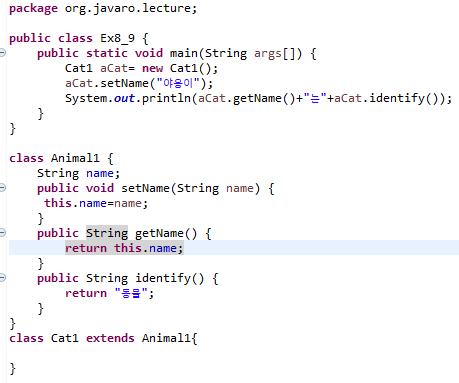 package org.javaro.lecture;
public class Ex8_9 {
public static void main(String args[]) {
Cat1 aCat= new Cat1();
aCat.setName("야옹이");
System.out.println(aCat.getName()+"는"+aCat.identify());
}
}
class Animal1 {
String name;
public void setName(String name) {
this.name=name;
}
public String getName() {
return this.name;
}
public String identify() {
return "동물";
}
}
class Cat1 extends Animal1{
}